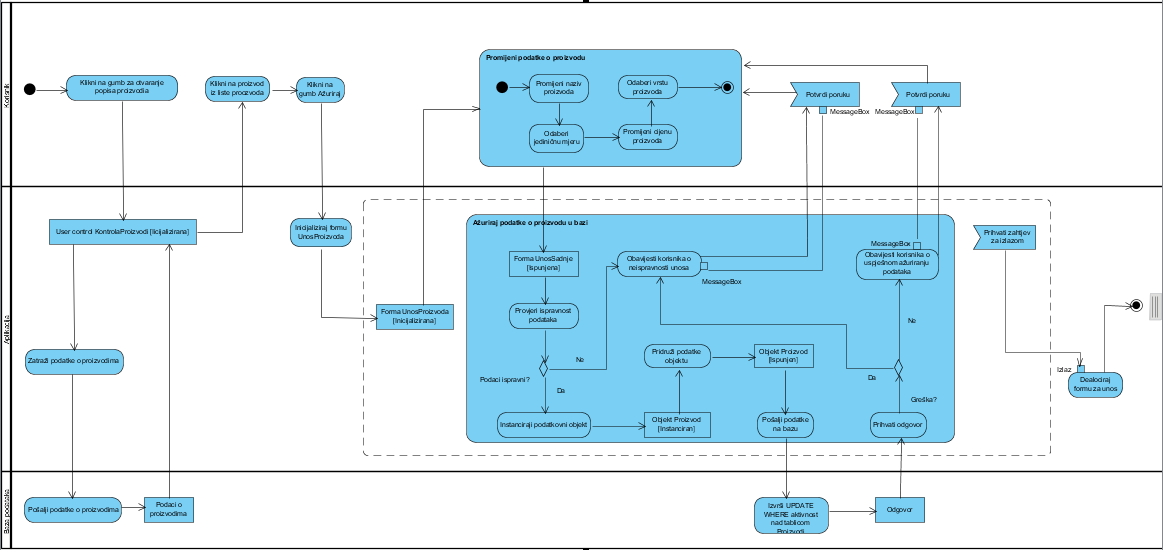 Korisnik
Klikni na gumb za otvaranje
popisa proizvodia
Klikni na proizvod
iz liste proozvoda
Klikni na
gumb Ažuriraj
Promijeni podatke o proizvodu
Promijeni naziv
proizvoda
Odaberi vrstu
proizvoda
Odaberi
jediničnu mjeru
Promijeni cijenu
proizvoda
Potvrdi poruku
MessageBox
Potvrdi poruku
MessageBox
Aplikacija
User control KontrolaProizvodi [Iicijalizirana]
Inicijaliziraj formu
UnosProizvoda
Forma UnosProizvoda
[Inicijalizirana]
Zatraži podatke o proizvodima
Ažuriraj podatke o proizvodu u bazi
Forma UnosSadnje
[Ispunjena]
Provjeri ispravnost
podataka
Podaci ispravni?
Ne
Da
Obavijesti korisnika o
neispravnosti unosa
MessageBox
MessageBox
Obavijesti korisnika o
uspješnom ažuriranju
podataka
Pridruži podatke
objektu
Objekt Proizvod
[Ispunjen]
Ne
Da
Greška?
Instanciraj podatkovni objekt
Objekt Proizvod
[Instanciran]
Pošalji podatke
na bazu
Prihvati odgovor
Prihvati zahtjev
za izlazom
Izlaz
Dealociraj
formu za unos
Baza podataka
Pošalji podatke o proizvodima
Podaci o
proizvodima
Izvrši UPDATE
WHERE aktivnost
nad tablicom
Proizvodi
Odgovor